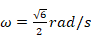 ω = √6/2 rad/s